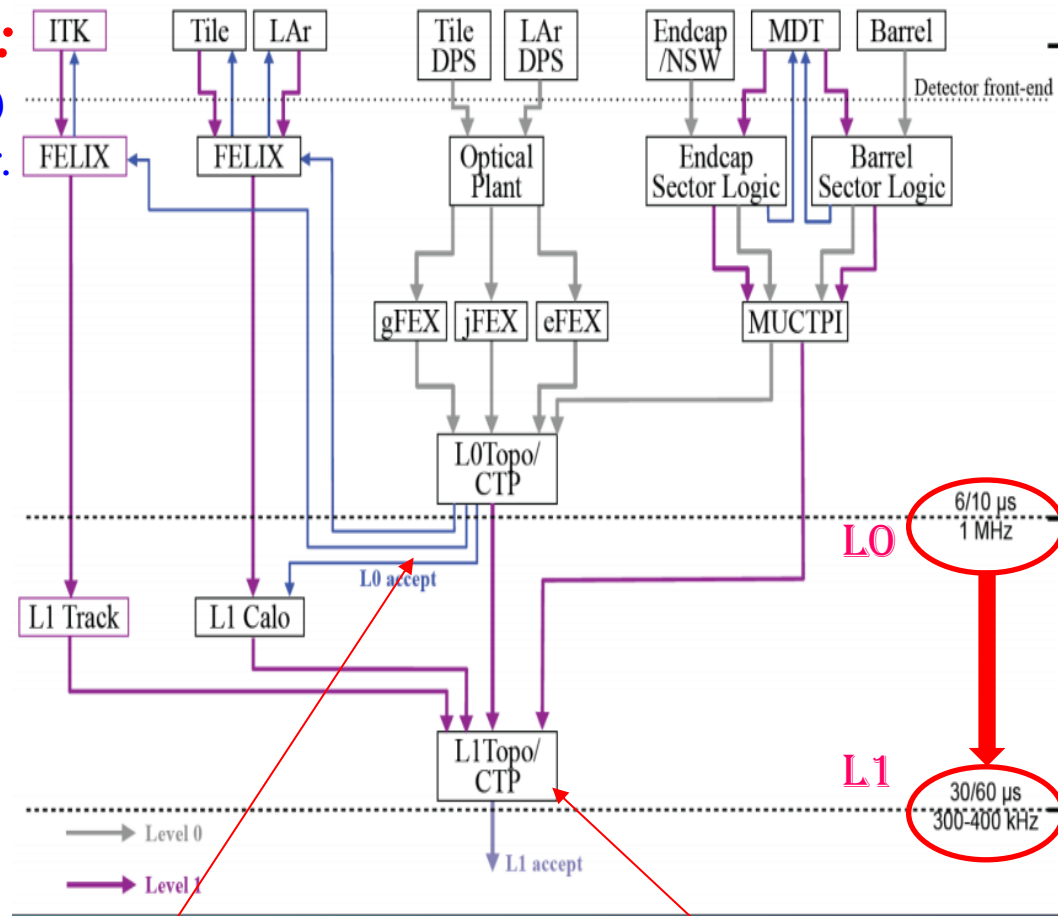 ITK
Tile
LAr
Tile
DPS
LAr
DPS
Endcap
/NSW
MDT
Barrel
Detector front-end
)
FELIX
FELIX
Optical
Plant
Endcap
Sector Logic
Barrel
Sector Logic
gFEX
jFEX
eFEX
MUCTPI
L0Topo/
CTP
6/10 µs
1 MHz
L0
L0 accept
L1 Track
L1 Calo
L1Topo/
CTP
L1
30/60 µs
300-400 kHz
Level 0
L1 accept
Level 1